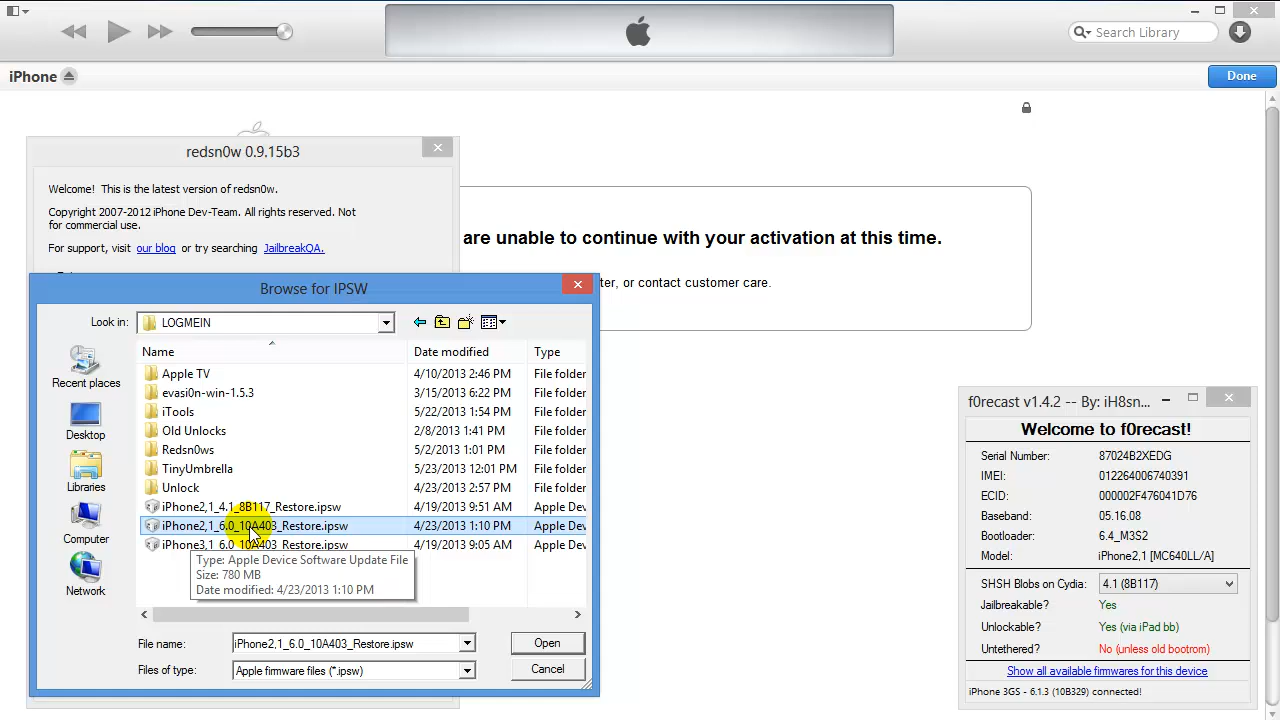 Search Library
iPhone
Done
redsn0w 0.9.15b3
Welcome! This is the latest version of redsn0w.
Copyright 2007-2012 iPhone Dev-Team. All rights reserved. Not
for commercial use.
For support, visit our blog or try searching JailbreakQA.
are unable to continue with your activation at this time.
ter, or contact customer care.
Browse for IPSW
Look in: LOGMEIN
Recent places
Desktop
Libraries
Computer
Network
Name Date modified Type
Apple TV 4/10/2013 2:46 PM File folder
evasi0n-win-1.5.3 3/15/2013 6:22 PM File folder
iTools 5/22/2013 1:54 PM File folder
Old Unlocks 2/8/2013 1:41 PM File folder
Redsn0ws 5/2/2013 1:01 PM File folder
TinyUmbrella 5/23/2013 12:01 PM File folder
Unlock 4/23/2013 2:57 PM File folder
iPhone2,1_4.1_8B117_Restore.ipsw 4/19/2013 9:51 AM Apple Dev
iPhone2,1_6.0_10A403_Restore.ipsw 4/23/2013 1:10 PM Apple Dev
iPhone3,1_6.0_10A403_Restore.ipsw 4/19/2013 9:05 AM Apple Dev
Type: Apple Device Software Update File
Size: 780 MB
Date modified: 4/23/2013 1:10 PM
File name: iPhone2,1_6.0_10A403_Restore.ipsw Open
Files of type: Apple firmware files (*.ipsw) Cancel
f0recast v1.4.2 -- By: iH8sn...
Welcome to f0recast!
Serial Number: 87024B2XEDG
IMEI: 012264006740391
ECID: 000002F476041D76
Baseband: 05.16.08
Bootloader: 6.4_M3S2
Model: iPhone2,1 [MC640LL/A]
SHSH Blobs on Cydia: 4.1 (8B117)
Jailbreakable? Yes
Unlockable? Yes (via iPad bb)
Untethered? No (unless old bootrom)
Show all available firmwares for this device
iPhone 3GS - 6.1.3 (10B329) connected!